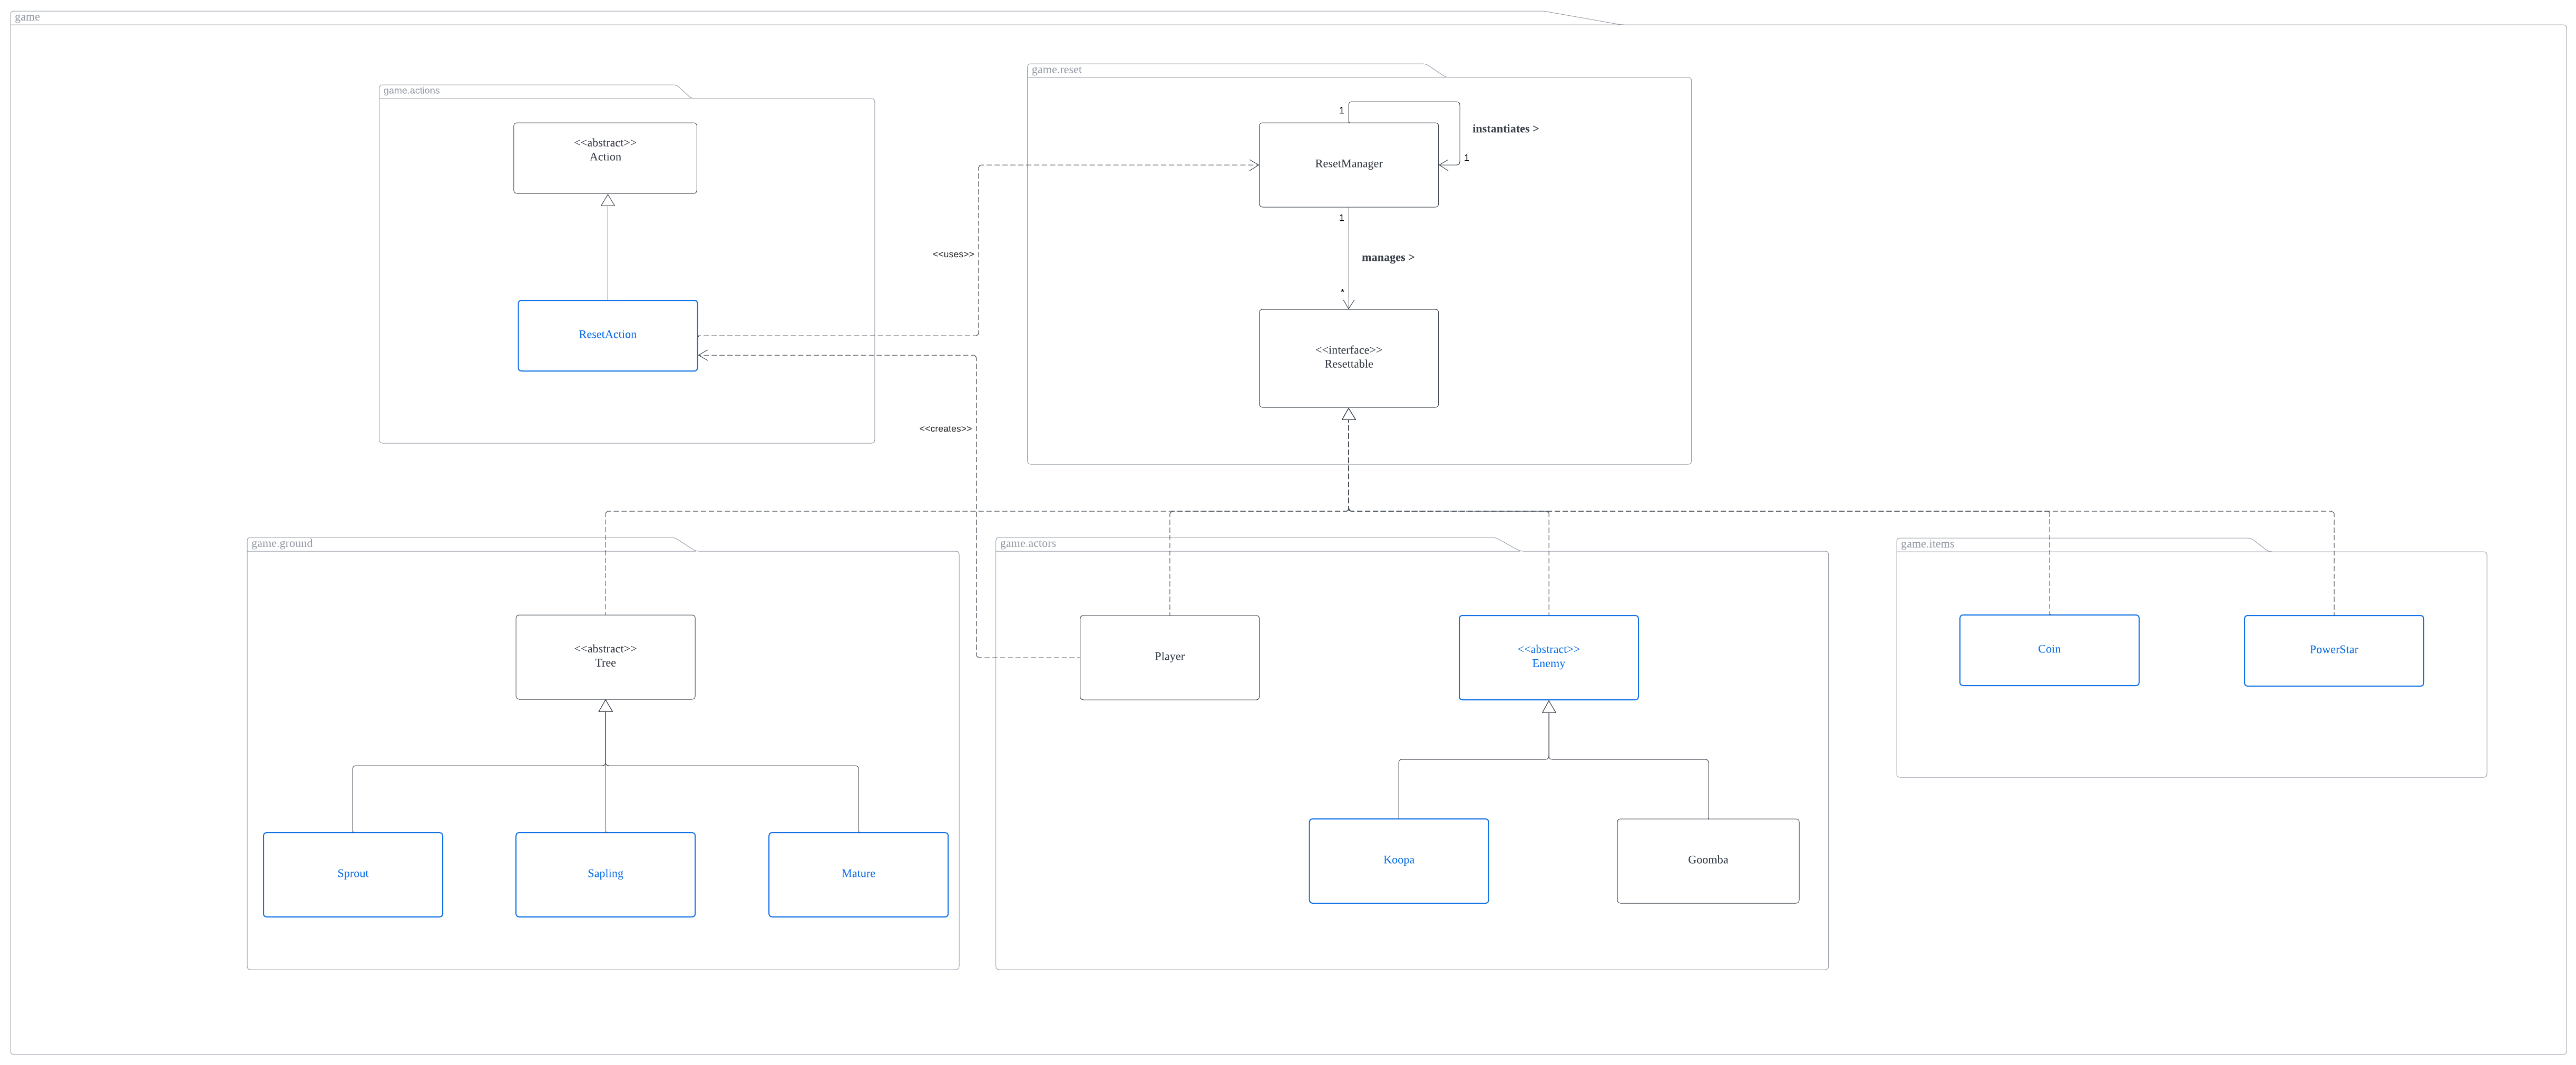 game
game.actions
<<abstract>>
Action
ResetAction
<<uses>>
<<creates>>
game.reset
1
instantiates >
1
ResetManager
1
manages >
*
<<interface>>
Resettable
game.ground
<<abstract>>
Tree
Sprout
Sapling
Mature
game.actors
Player
<<abstract>>
Enemy
Koopa
Goomba
game.items
Coin
PowerStar